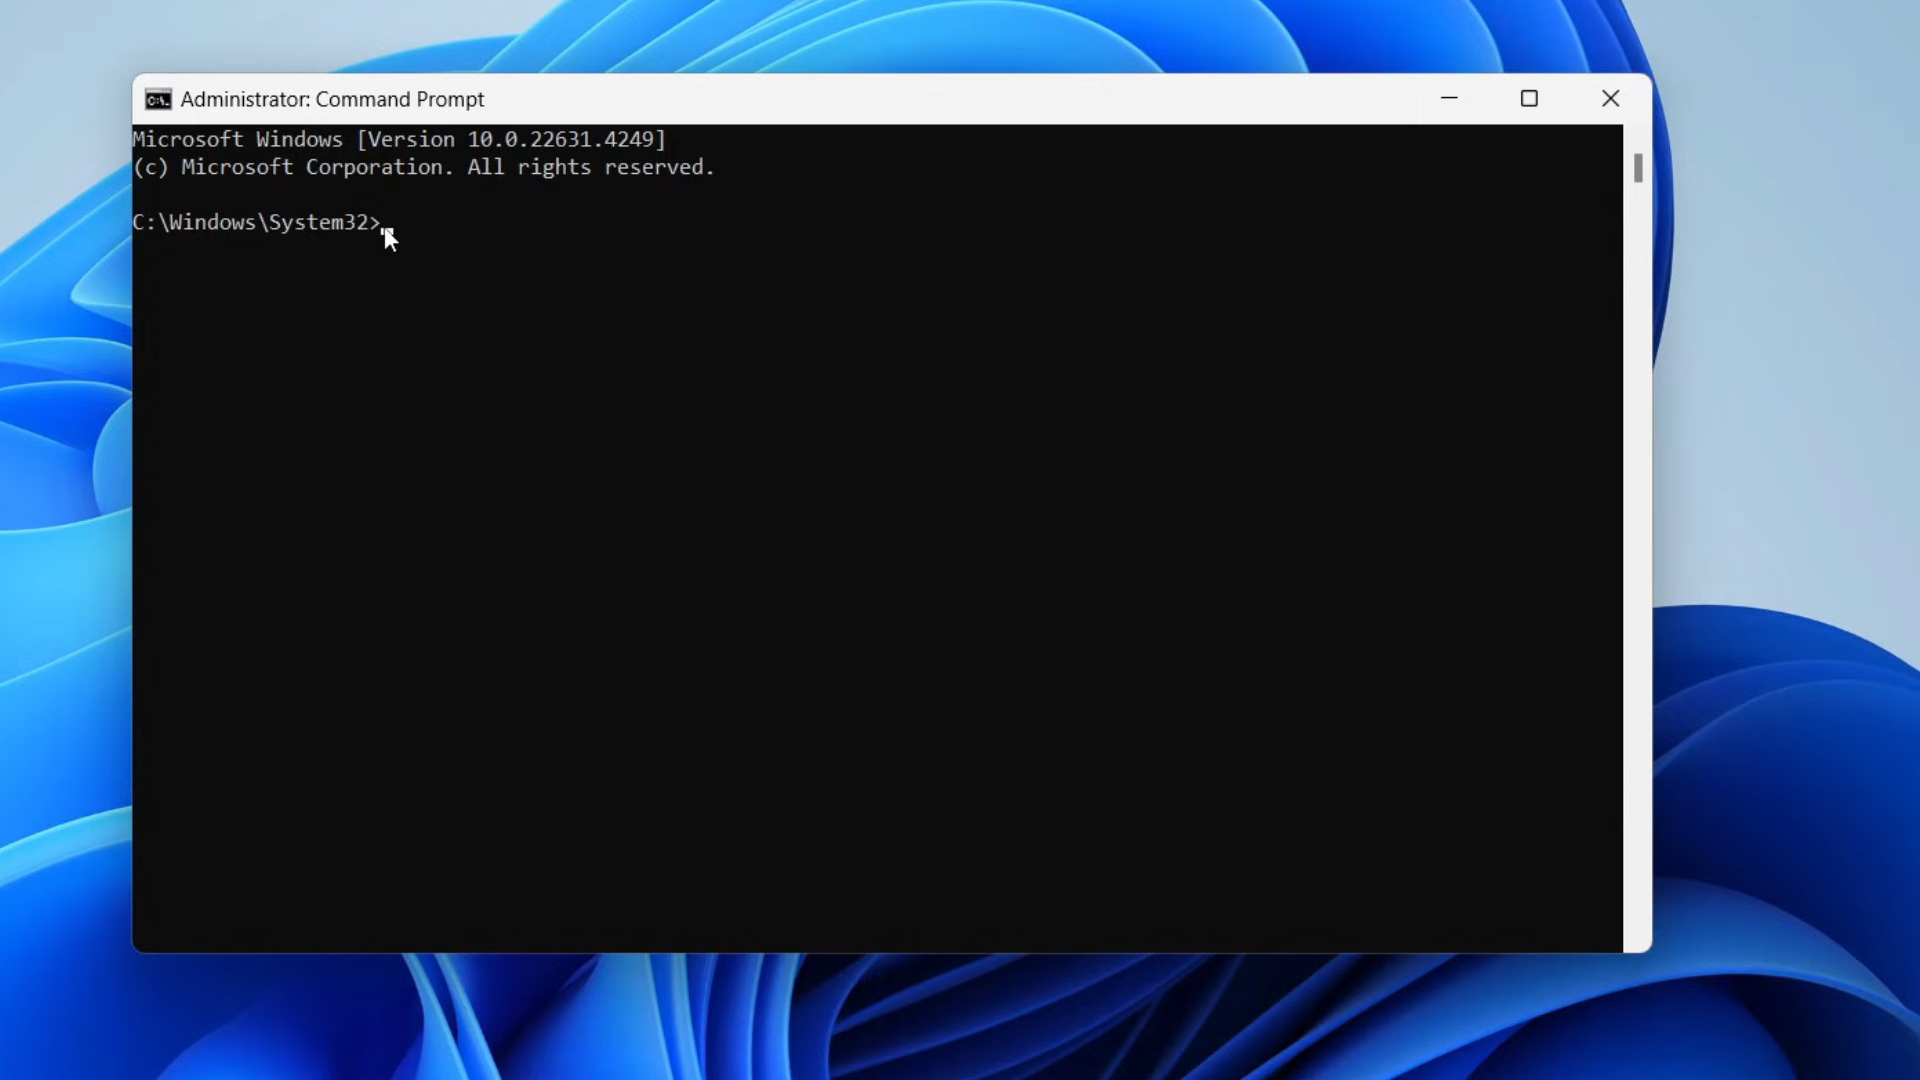 Administrator: Command Prompt
Microsoft Windows [Version 10.0.22631.4249]
(c) Microsoft Corporation. All rights reserved.
C:\Windows\System32>